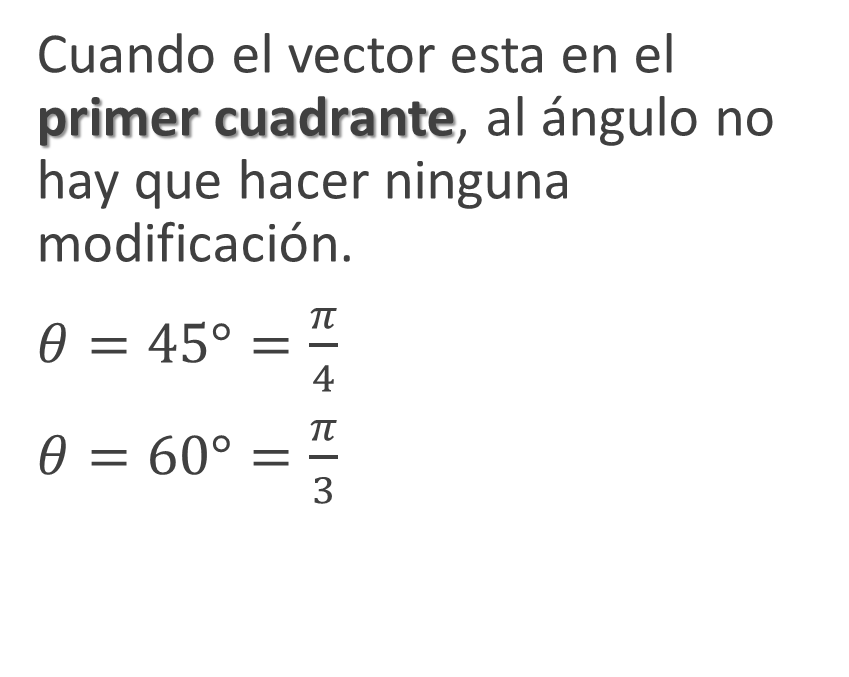 Cuando el vector esta en el
primer cuadrante, al ángulo no
hay que hacer ninguna
modificación.
θ = 45° = π/4
θ = 60° = π/3